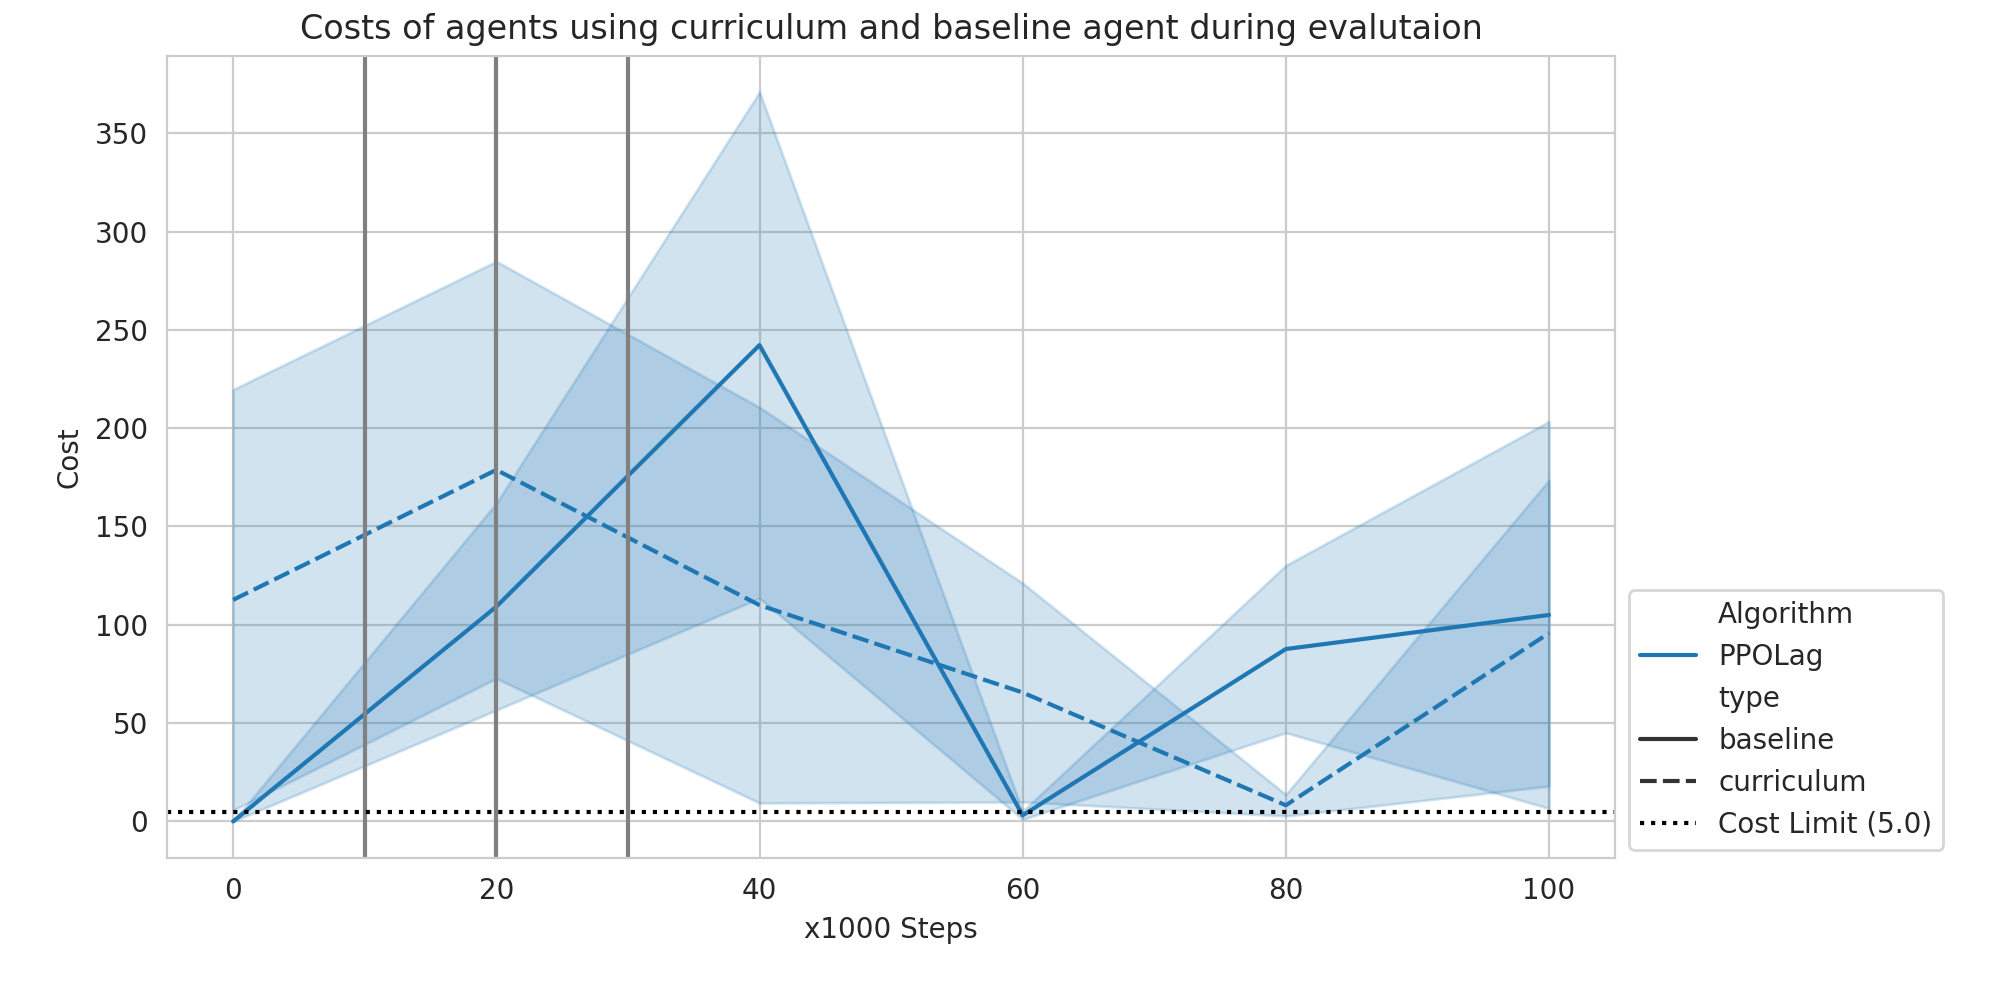 Costs of agents using curriculum and baseline agent during evalutaion
350
300
250
200
150
100
50
0
Cost
0 20 40 60 80 100
x1000 Steps
Algorithm
PPOLag
type
baseline
curriculum
Cost Limit (5.0)